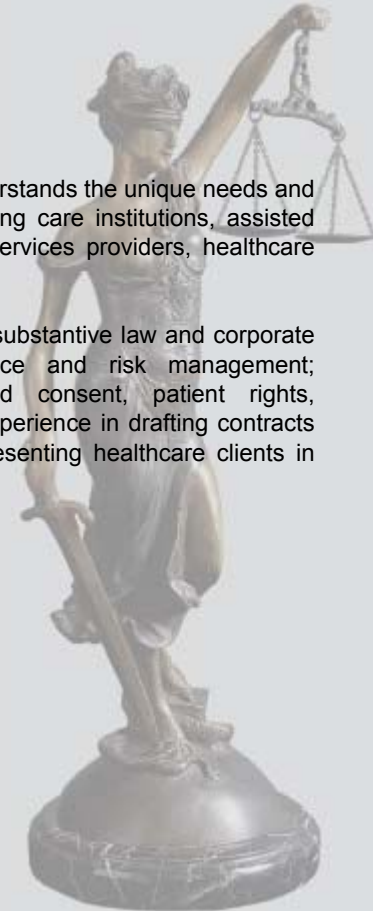 rstands the unique needs and
ng care institutions, assisted
ervices providers, healthcare
substantive law and corporate
ce and risk management;
d consent, patient rights,
xperience in drafting contracts
esenting healthcare clients in